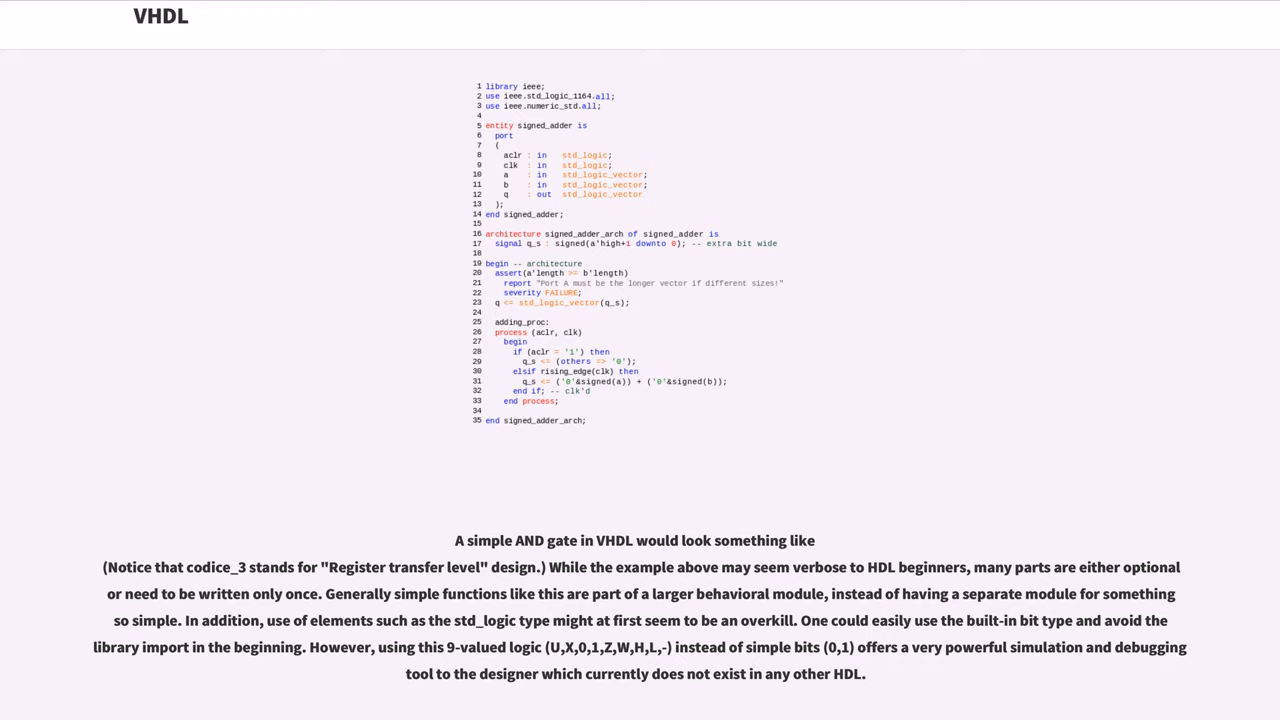 VHDL
1 library ieee;
2 use ieee.std_logic_1164.all;
3 use ieee.numeric_std.all;
4
5 entity signed_adder is
6   port
7   (
8     aclr : in   std_logic;
9     clk  : in   std_logic;
10     a    : in   std_logic_vector;
11     b    : in   std_logic_vector;
12     q    : out  std_logic_vector
13   );
14 end signed_adder;
15
16 architecture signed_adder_arch of signed_adder is
17   signal q_s : signed(a'high+1 downto 0); -- extra bit wide
18
19 begin -- architecture
20   assert(a'length >= b'length)
21     report "Port A must be the longer vector if different sizes!"
22     severity FAILURE;
23   q <= std_logic_vector(q_s);
24
25   adding_proc:
26   process (aclr, clk)
27     begin
28       if (aclr = '1') then
29         q_s <= (others => '0');
30       elsif rising_edge(clk) then
31         q_s <= ('0'&signed(a)) + ('0'&signed(b));
32       end if; -- clk'd
33     end process;
34
35 end signed_adder_arch;
A simple AND gate in VHDL would look something like
(Notice that codice_3 stands for "Register transfer level" design.) While the example above may seem verbose to HDL beginners, many parts are either optional
or need to be written only once. Generally simple functions like this are part of a larger behavioral module, instead of having a separate module for something
so simple. In addition, use of elements such as the std_logic type might at first seem to be an overkill. One could easily use the built-in bit type and avoid the
library import in the beginning. However, using this 9-valued logic (U,X,0,1,Z,W,H,L,-) instead of simple bits (0,1) offers a very powerful simulation and debugging
tool to the designer which currently does not exist in any other HDL.